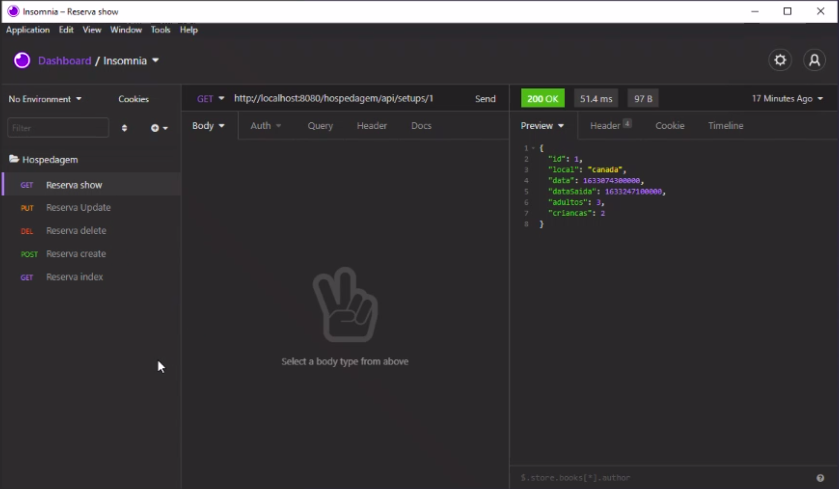 Insomnia – Reserva show
Application Edit View Window Tools Help
Dashboard / Insomnia
No Environment Cookies
GET http://localhost:8080/hospedagem/api/setups/1 Send
200 OK 51.4 ms 97 B 17 Minutes Ago
Filter
Body Auth Query Header Docs
Preview Header 4 Cookie Timeline
Hospedagem
GET Reserva show
PUT Reserva Update
DEL Reserva delete
POST Reserva create
GET Reserva index
Select a body type from above
1 {
2 "id": 1,
3 "local": "canada",
4 "data": 1633074300000,
5 "dataSaida": 1633247100000,
6 "adultos": 3,
7 "criancas": 2
8 }
$.store.books[*].author